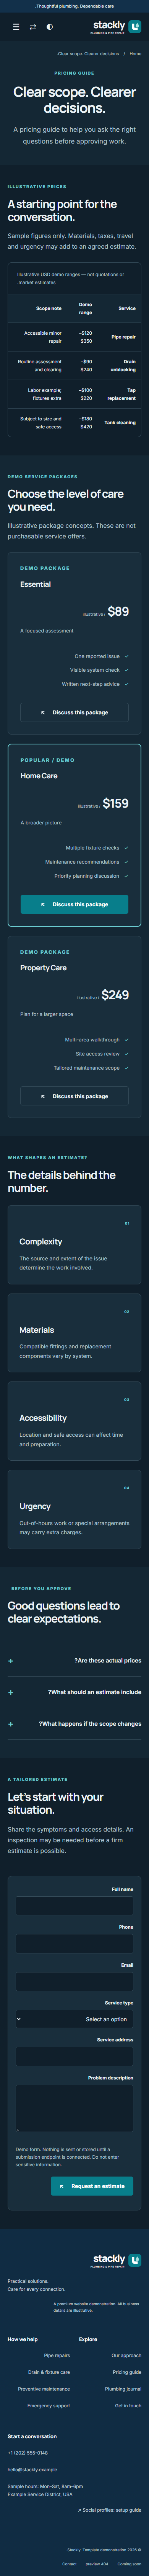 .Thoughtful plumbing. Dependable care
stackly
PLUMBING & PIPE REPAIR
Home / Clear scope. Clearer decisions.
PRICING GUIDE
Clear scope. Clearer
decisions.
A pricing guide to help you ask the right
questions before approving work.
ILLUSTRATIVE PRICES
A starting point for the
conversation.
Sample figures only. Materials, taxes, travel
and urgency may add to an agreed estimate.
Illustrative USD demo ranges — not quotations or
.market estimates
Service Demo range Scope note
Pipe repair $120–$350 Accessible minor repair
Drain unblocking $90–$240 Routine assessment and clearing
Tap replacement $100–$220 Labor example; fixtures extra
Tank cleaning $180–$420 Subject to size and safe access
DEMO SERVICE PACKAGES
Choose the level of care
you need.
Illustrative package concepts. These are not
purchasable service offers.
DEMO PACKAGE
Essential
$89 / illustrative
A focused assessment
One reported issue ✓
Visible system check ✓
Written next-step advice ✓
Discuss this package
POPULAR / DEMO
Home Care
$159 / illustrative
A broader picture
Multiple fixture checks ✓
Maintenance recommendations ✓
Priority planning discussion ✓
Discuss this package
DEMO PACKAGE
Property Care
$249 / illustrative
Plan for a larger space
Multi-area walkthrough ✓
Site access review ✓
Tailored maintenance scope ✓
Discuss this package
WHAT SHAPES AN ESTIMATE?
The details behind the
number.
01
Complexity
The source and extent of the issue
determine the work involved.
02
Materials
Compatible fittings and replacement
components vary by system.
03
Accessibility
Location and safe access can affect time
and preparation.
04
Urgency
Out-of-hours work or special arrangements
may carry extra charges.
BEFORE YOU APPROVE
Good questions lead to
clear expectations.
?Are these actual prices +
?What should an estimate include +
?What happens if the scope changes +
A TAILORED ESTIMATE
Let's start with your
situation.
Share the symptoms and access details. An
inspection may be needed before a firm
estimate is possible.
Full name
Phone
Email
Service type
Select an option
Service address
Problem description
Demo form. Nothing is sent or stored until a
submission endpoint is connected. Do not enter
sensitive information.
Request an estimate
stackly
PLUMBING & PIPE REPAIR
Practical solutions.
Care for every connection.
A premium website demonstration. All business
details are illustrative.
Explore
Our approach
Pricing guide
Plumbing journal
Get in touch
How we help
Pipe repairs
Drain & fixture care
Preventive maintenance
Emergency support
Start a conversation
+1 (202) 555-0148
hello@stackly.example
Sample hours: Mon–Sat, 8am–6pm
Example Service District, USA
Social profiles: setup guide
© 2026 Stackly. Template demonstration.
Coming soon 404 preview Contact